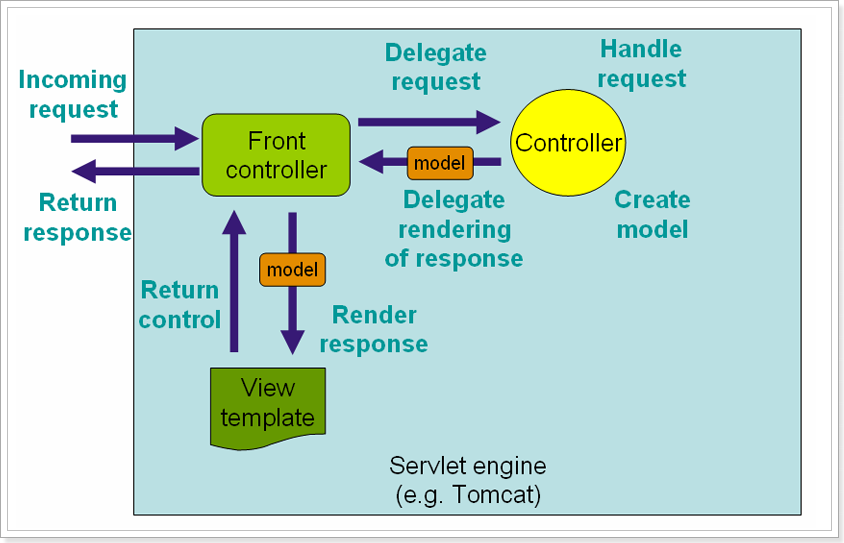 Incoming
request
Delegate
request
Handle
request
Front
controller
Controller
model
Return
response
Delegate
rendering
of response
Create
model
model
Return
control
Render
response
View
template
Servlet engine
(e.g. Tomcat)